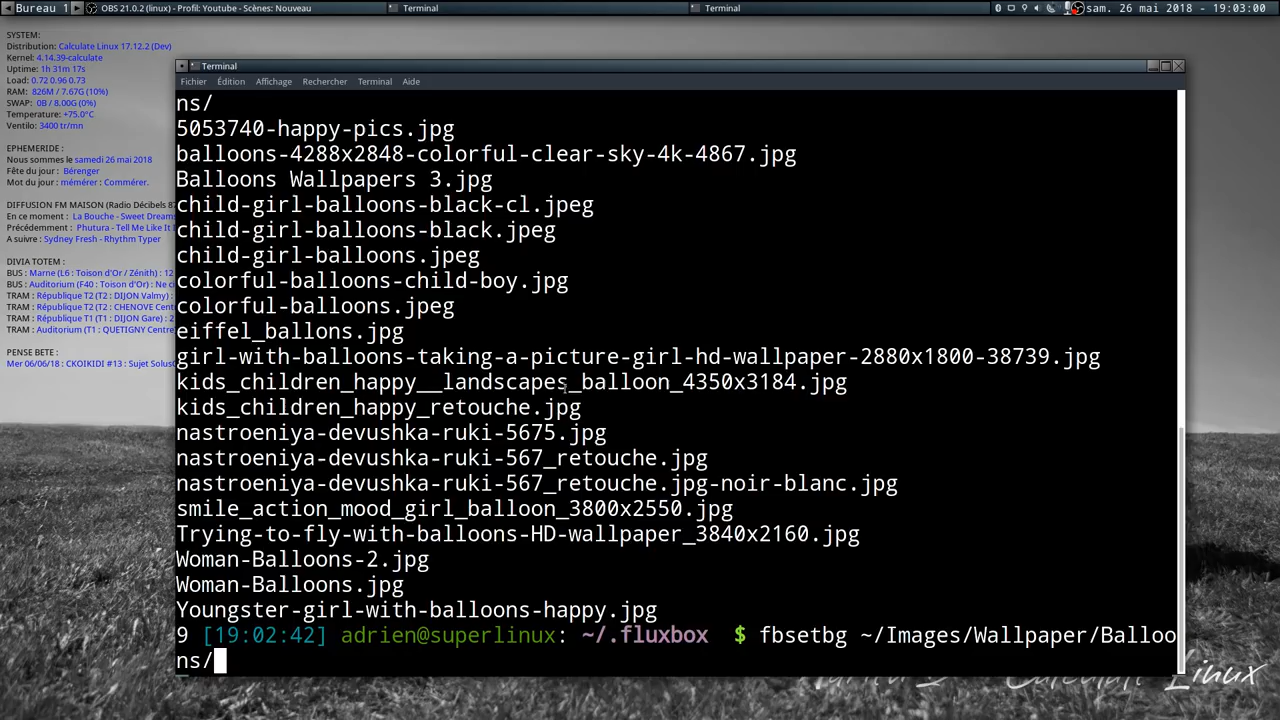 Bureau 1
OBS 21.0.2 (linux) - Profil: Youtube - Scènes: Nouveau
Terminal
Terminal
sam. 26 mai 2018 - 19:03:00
SYSTEM:
Distribution: Calculate Linux 17.12.2 (Dev)
Kernel: 4.14.39-calculate
Uptime: 1h 31m 17s
Load: 0.72 0.96 0.73
RAM: 826M / 7.67G (10%)
SWAP: 0B / 8.00G (0%)
Temperature: +75.0°C
Ventilo: 3400 tr/mn
EPHEMERIDE :
Nous sommes le samedi 26 mai 2018
Fête du jour : Bérenger
Mot du jour : mémérer : Commérer.
DIFFUSION FM MAISON (Radio Décibels 8
En ce moment : La Bouche - Sweet Dreams
Précédemment : Phutura - Tell Me Like It
A suivre : Sydney Fresh - Rhythm Typer
DIVIA TOTEM :
BUS : Marne (L6 : Toison d'Or / Zénith) : 12
BUS : Auditorium (F40 : Toison d'Or) : Ne c
TRAM : République T2 (T2 : DIJON Valmy) :
TRAM : République T2 (T2 : CHENOVE Cent
TRAM : République T1 (T1 : DIJON Gare) : 2
TRAM : Auditorium (T1 : QUETIGNY Centre
PENSE BETE :
Mer 06/06/18 : CKOIKIDI #13 : Sujet Solus
Terminal
Fichier Édition Affichage Rechercher Terminal Aide
ns/
5053740-happy-pics.jpg
balloons-4288x2848-colorful-clear-sky-4k-4867.jpg
Balloons Wallpapers 3.jpg
child-girl-balloons-black-cl.jpeg
child-girl-balloons-black.jpeg
child-girl-balloons.jpeg
colorful-balloons-child-boy.jpg
colorful-balloons.jpeg
eiffel_ballons.jpg
girl-with-balloons-taking-a-picture-girl-hd-wallpaper-2880x1800-38739.jpg
kids_children_happy__landscapes_balloon_4350x3184.jpg
kids_children_happy_retouche.jpg
nastroeniya-devushka-ruki-5675.jpg
nastroeniya-devushka-ruki-567_retouche.jpg
nastroeniya-devushka-ruki-567_retouche.jpg-noir-blanc.jpg
smile_action_mood_girl_balloon_3800x2550.jpg
Trying-to-fly-with-balloons-HD-wallpaper_3840x2160.jpg
Woman-Balloons-2.jpg
Woman-Balloons.jpg
Youngster-girl-with-balloons-happy.jpg
9 [19:02:42] adrien@superlinux: ~/.fluxbox $ fbsetbg ~/Images/Wallpaper/Balloo
ns/
Linux